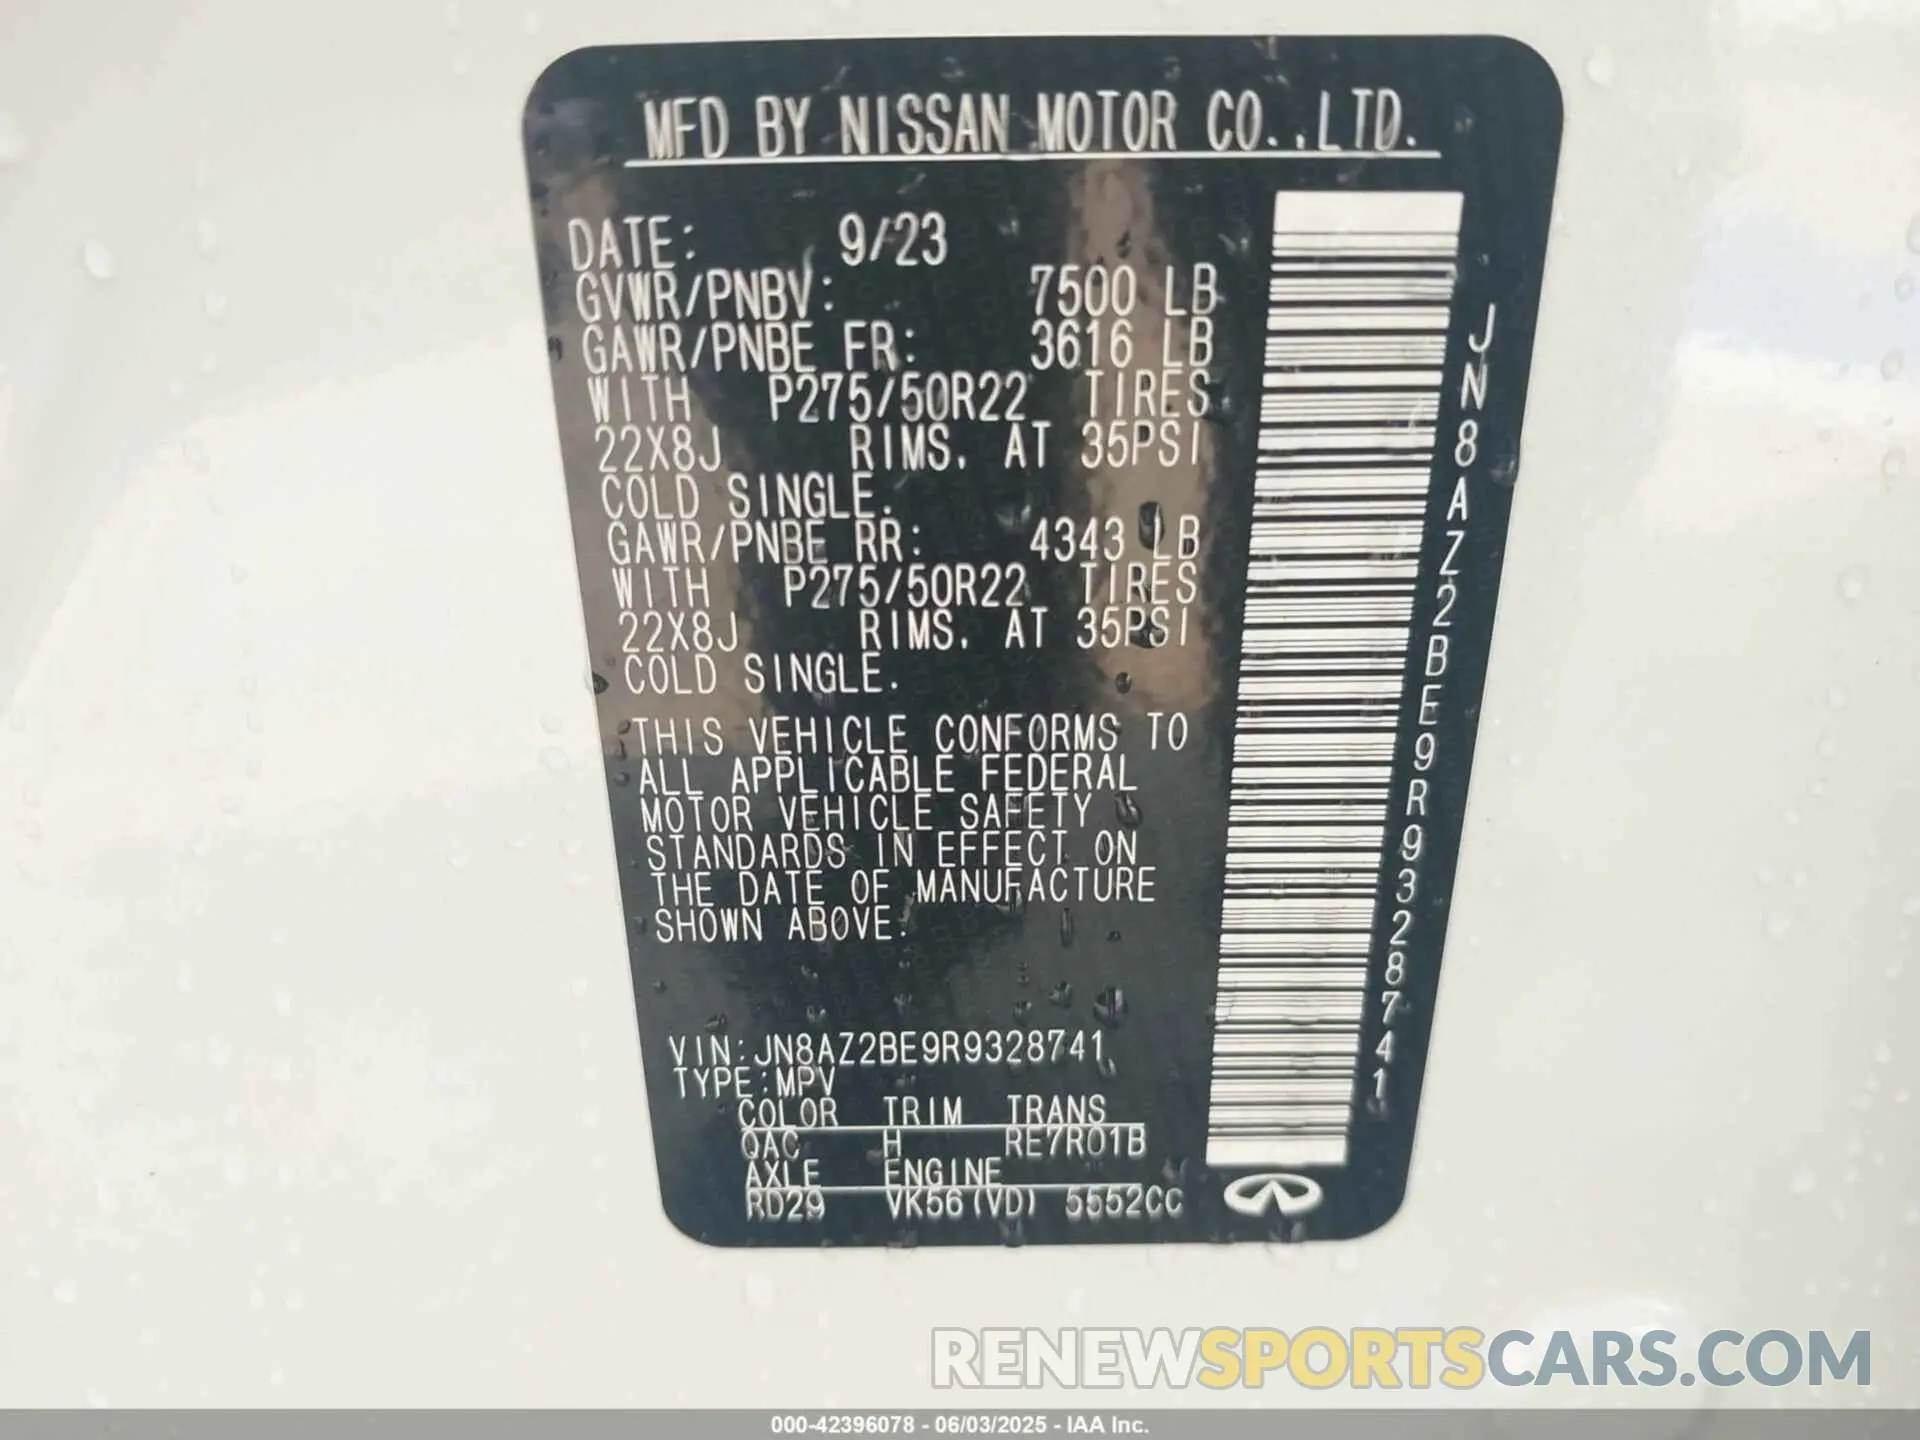 MFD BY NISSAN MOTOR CO.,LTD.
DATE: 9/23
GVWR/PNBV: 7500 LB
GAWR/PNBE FR: 3616 LB
WITH P275/50R22 TIRES
22X8J RIMS. AT 35PSI
COLD SINGLE.
GAWR/PNBE RR: 4343 LB
WITH P275/50R22 TIRES
22X8J RIMS. AT 35PSI
COLD SINGLE.
THIS VEHICLE CONFORMS TO
ALL APPLICABLE FEDERAL
MOTOR VEHICLE SAFETY
STANDARDS IN EFFECT ON
THE DATE OF MANUFACTURE
SHOWN ABOVE.
VIN:JN8AZ2BE9R9328741
TYPE:MPV
COLOR TRIM TRANS
QAC H RE7R01B
AXLE ENGINE
RD29 VK56(VD) 5552CC
JN8AZ2BE9R9328741
RENEWSPORTSCARS.COM
000-42396078 - 06/03/2025 - IAA Inc.